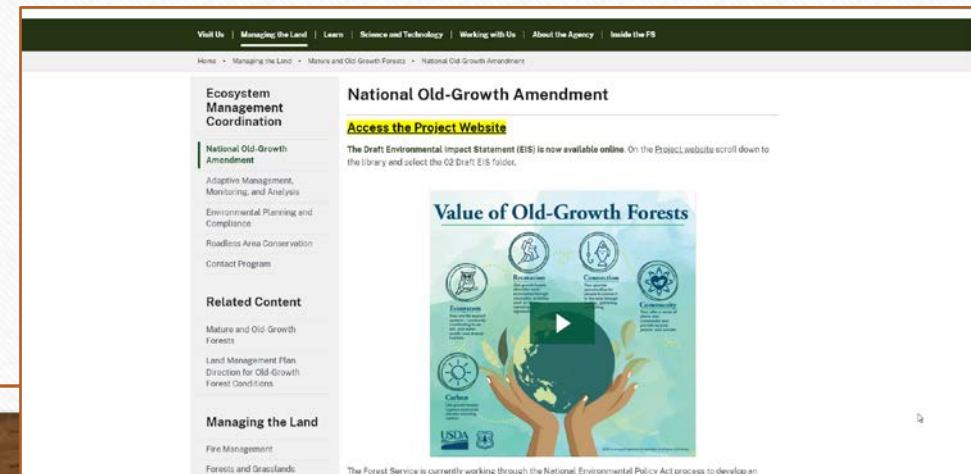 Visit Us | Managing the Land | Learn | Science and Technology | Working with Us | About the Agency | Inside the FS
Home • Managing the Land • Mature and Old-Growth Forests • National Old-Growth Amendment
Ecosystem
Management
Coordination
National Old-Growth
Amendment
Adaptive Management,
Monitoring, and Analysis
Environmental Planning and
Compliance
Roadless Area Conservation
Contact Program
Related Content
Mature and Old-Growth
Forests
Land Management Plan
Direction for Old-Growth
Forest Conditions
Managing the Land
Fire Management
Forests and Grasslands
National Old-Growth Amendment
Access the Project Website
The Draft Environmental Impact Statement (EIS) is now available online. On the Project website scroll down to
the library and select the 02 Draft EIS folder.
Value of Old-Growth Forests
Recreation
Connection
Ecosystem
Community
Carbon
USDA
The Forest Service is currently working through the National Environmental Policy Act process to develop an